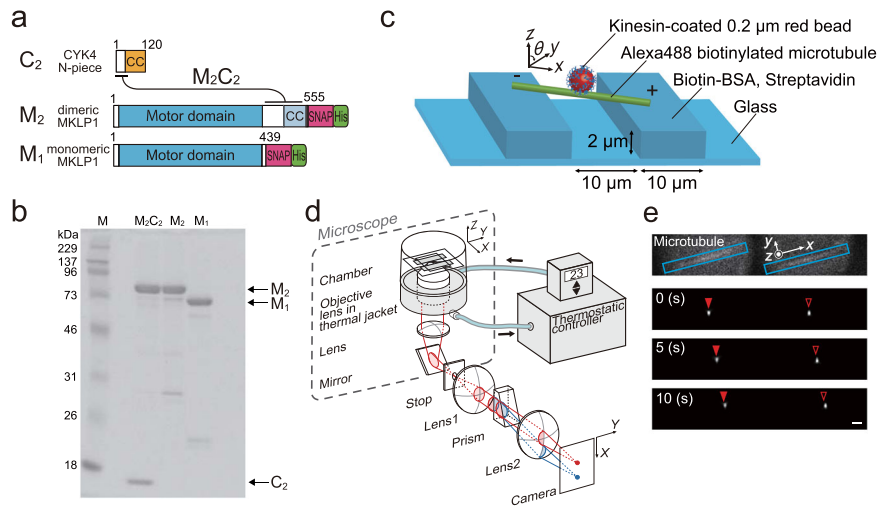 a
1 120
C2 CYK4 CC
N-piece
M2C2
1 555
M2 dimeric Motor domain CC SNAP His
MKLP1
1 439
M1 monomeric Motor domain SNAP His
MKLP1
b
kDa M M2C2 M2 M1
229
137
96
73
46
31
26
18
M2
M1
C2
c
z
θ y
x
Kinesin-coated 0.2 μm red bead
Alexa488 biotinylated microtubule
Biotin-BSA, Streptavidin
Glass
- +
2 μm
10 μm 10 μm
d
Microscope
Z Y
X
Chamber
Objective
lens in
thermal jacket
Lens
Mirror
23
Thermostatic
controller
Stop
Lens1
Prism
Lens2
Camera
Y
X
e
Microtubule
y x
z
0 (s)
5 (s)
10 (s)